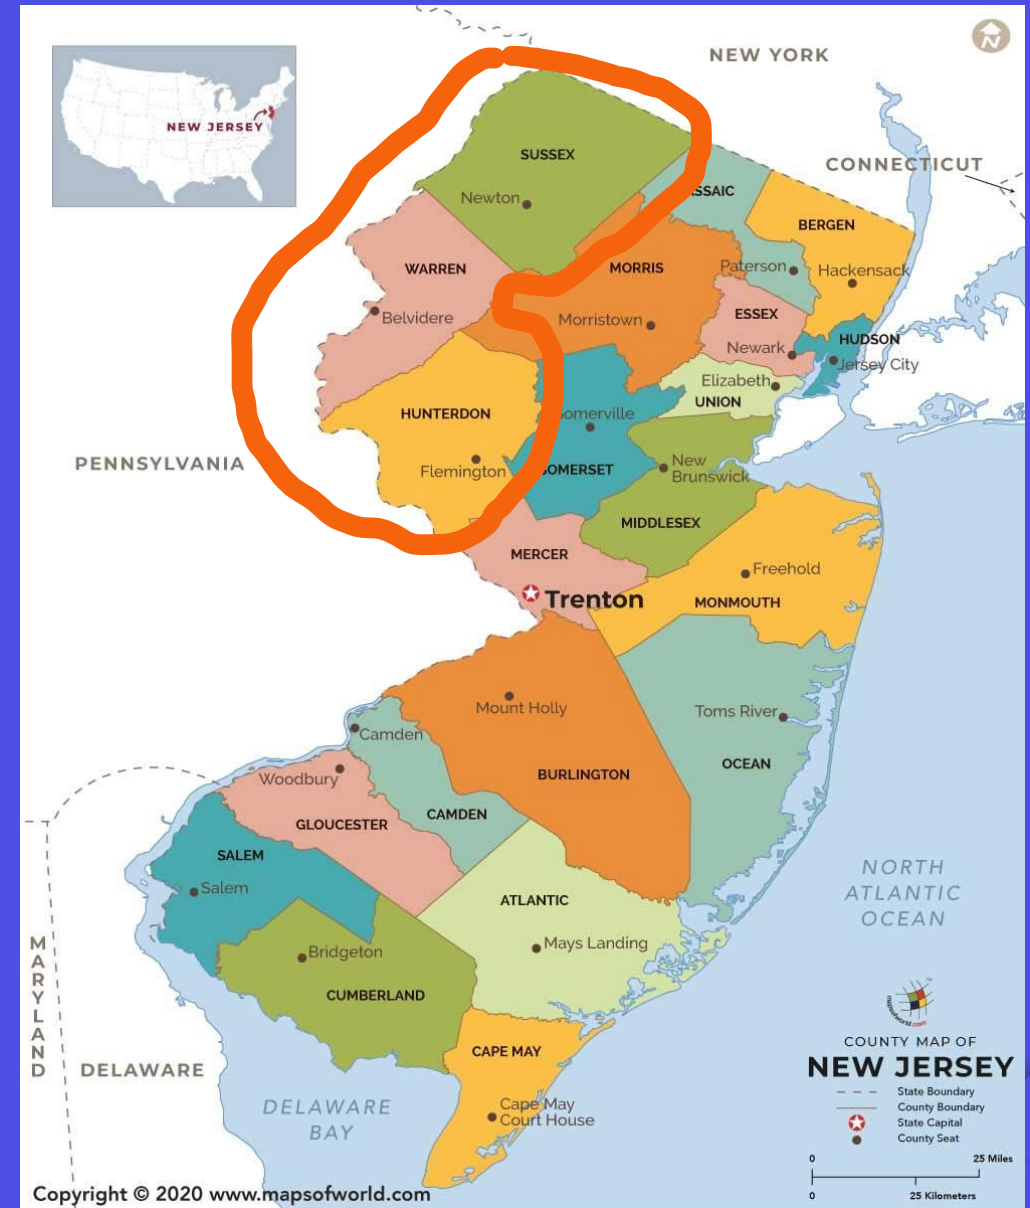 NEW YORK
N
NEW JERSEY
CONNECTICUT
SUSSEX
Newton
SSAIC
BERGEN
WARREN
MORRIS
Paterson
Hackensack
Belvidere
Morristown
ESSEX
Newark
HUDSON
Jersey City
Elizabeth
UNION
HUNTERDON
omerville
PENNSYLVANIA
Flemington
OMERSET
New
Brunswick
MIDDLESEX
MERCER
Freehold
Trenton
MONMOUTH
Mount Holly
Toms River
Camden
OCEAN
Woodbury
BURLINGTON
CAMDEN
GLOUCESTER
SALEM
Salem
ATLANTIC
NORTH
ATLANTIC
OCEAN
Mays Landing
Bridgeton
CUMBERLAND
MARYLAND
DELAWARE
CAPE MAY
DELAWARE
BAY
Cape May
Court House
mapsofworld.com
COUNTY MAP OF
NEW JERSEY
State Boundary
County Boundary
State Capital
County Seat
0 25 Miles
0 25 Kilometers
Copyright © 2020 www.mapsofworld.com